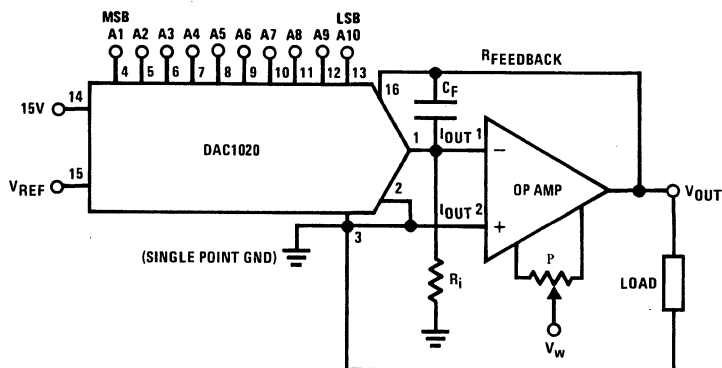 MSB LSB
A1 A2 A3 A4 A5 A6 A7 A8 A9 A10
4 5 6 7 8 9 10 11 12 13
RFEEDBACK
16
CF
15V 14
DAC1020
1 IOUT 1
−
VREF 15
2
OP AMP
VOUT
IOUT 2
+
3
(SINGLE POINT GND)
Ri
P
LOAD
Vw